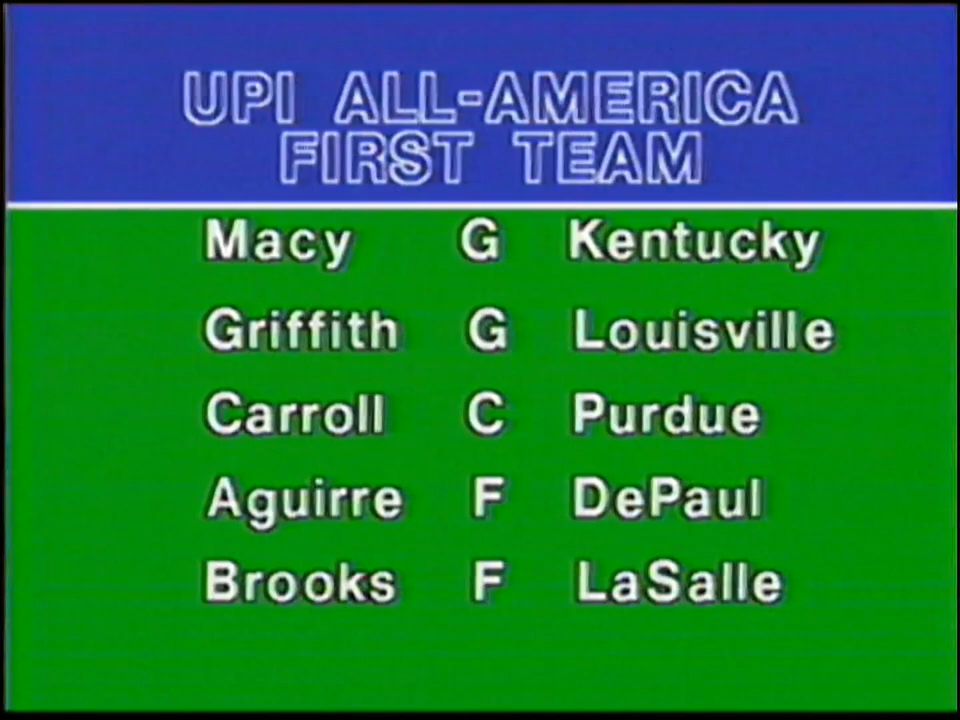 UPI ALL-AMERICA
FIRST TEAM
Macy G Kentucky
Griffith G Louisville
Carroll C Purdue
Aguirre F DePaul
Brooks F LaSalle